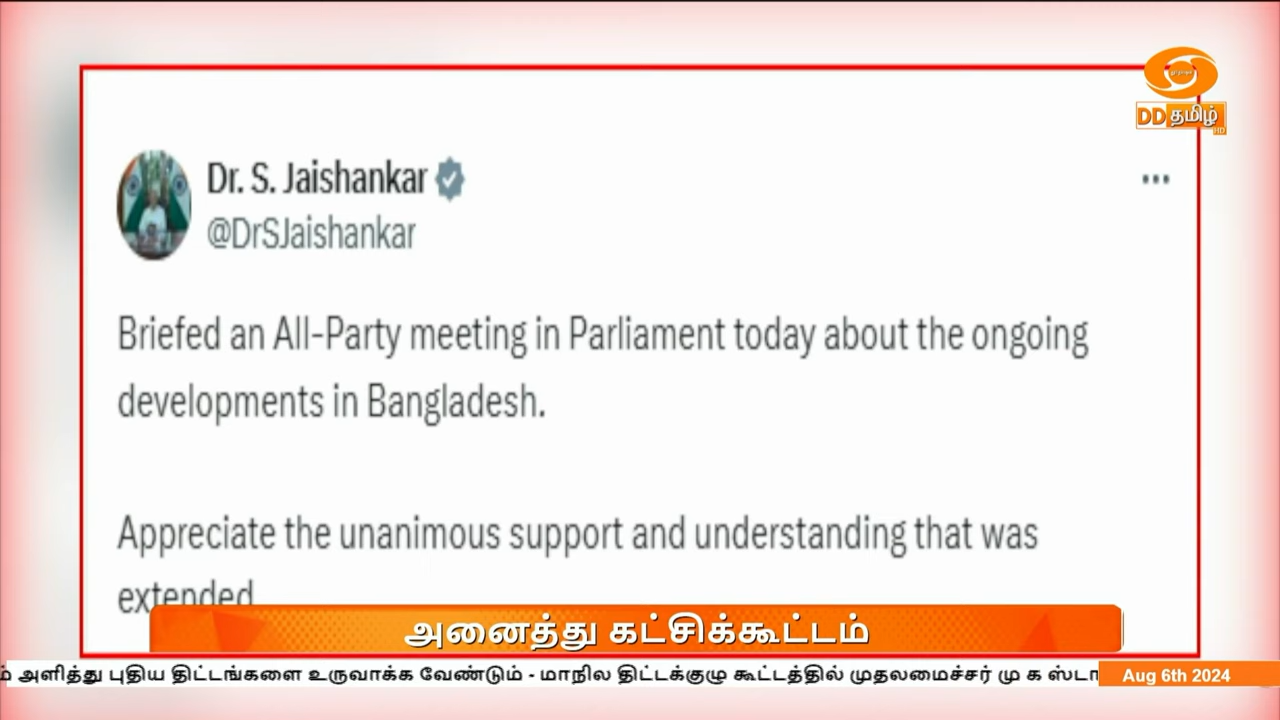 DD தமிழ்
HD
Dr. S. Jaishankar
@DrSJaishankar
Briefed an All-Party meeting in Parliament today about the ongoing
developments in Bangladesh.
Appreciate the unanimous support and understanding that was
extended
அனைத்து கட்சிக்கூட்டம்
அளித்து புதிய திட்டங்களை உருவாக்க வேண்டும் - மாநில திட்டக்குழு கூட்டத்தில் முதலமைச்சர் மு க ஸ்டா
Aug 6th 2024